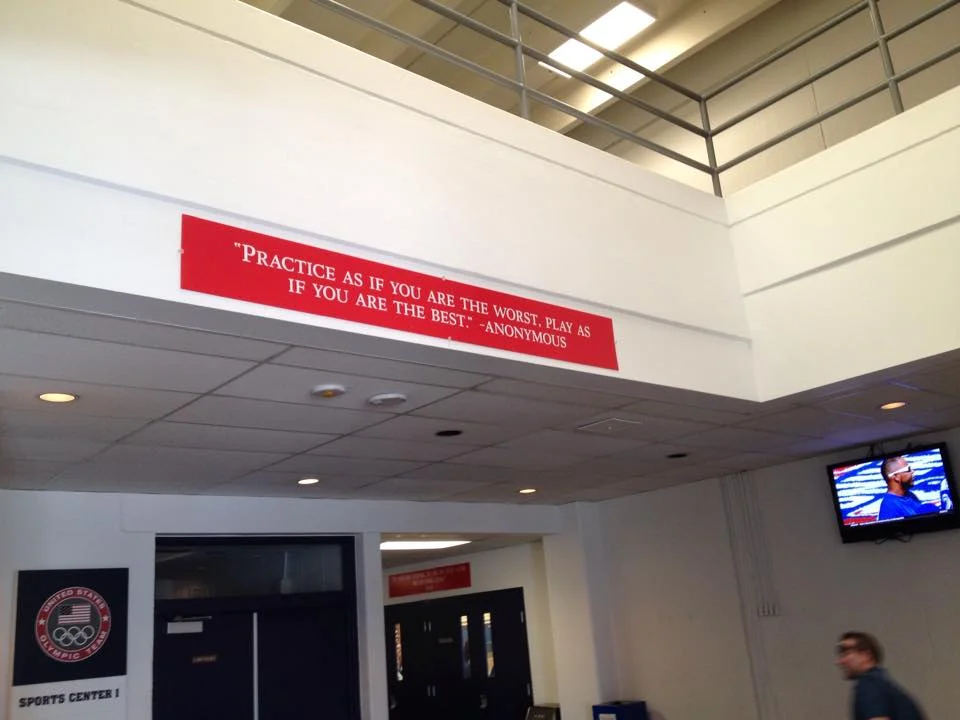 "PRACTICE AS IF YOU ARE THE WORST, PLAY AS
IF YOU ARE THE BEST." -ANONYMOUS
UNITED STATES
OLYMPIC TEAM
SPORTS CENTER I